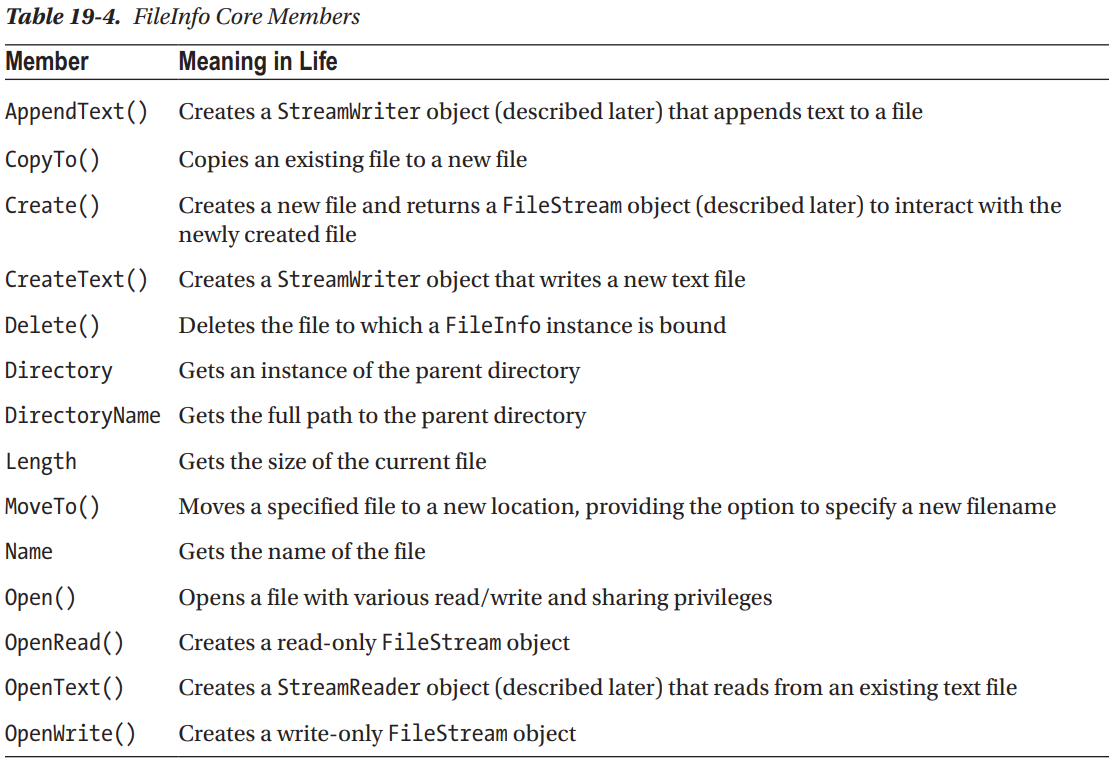 Table 19-4. FileInfo Core Members
Member Meaning in Life
AppendText() Creates a StreamWriter object (described later) that appends text to a file
CopyTo() Copies an existing file to a new file
Create() Creates a new file and returns a FileStream object (described later) to interact with the
newly created file
CreateText() Creates a StreamWriter object that writes a new text file
Delete() Deletes the file to which a FileInfo instance is bound
Directory Gets an instance of the parent directory
DirectoryName Gets the full path to the parent directory
Length Gets the size of the current file
MoveTo() Moves a specified file to a new location, providing the option to specify a new filename
Name Gets the name of the file
Open() Opens a file with various read/write and sharing privileges
OpenRead() Creates a read-only FileStream object
OpenText() Creates a StreamReader object (described later) that reads from an existing text file
OpenWrite() Creates a write-only FileStream object